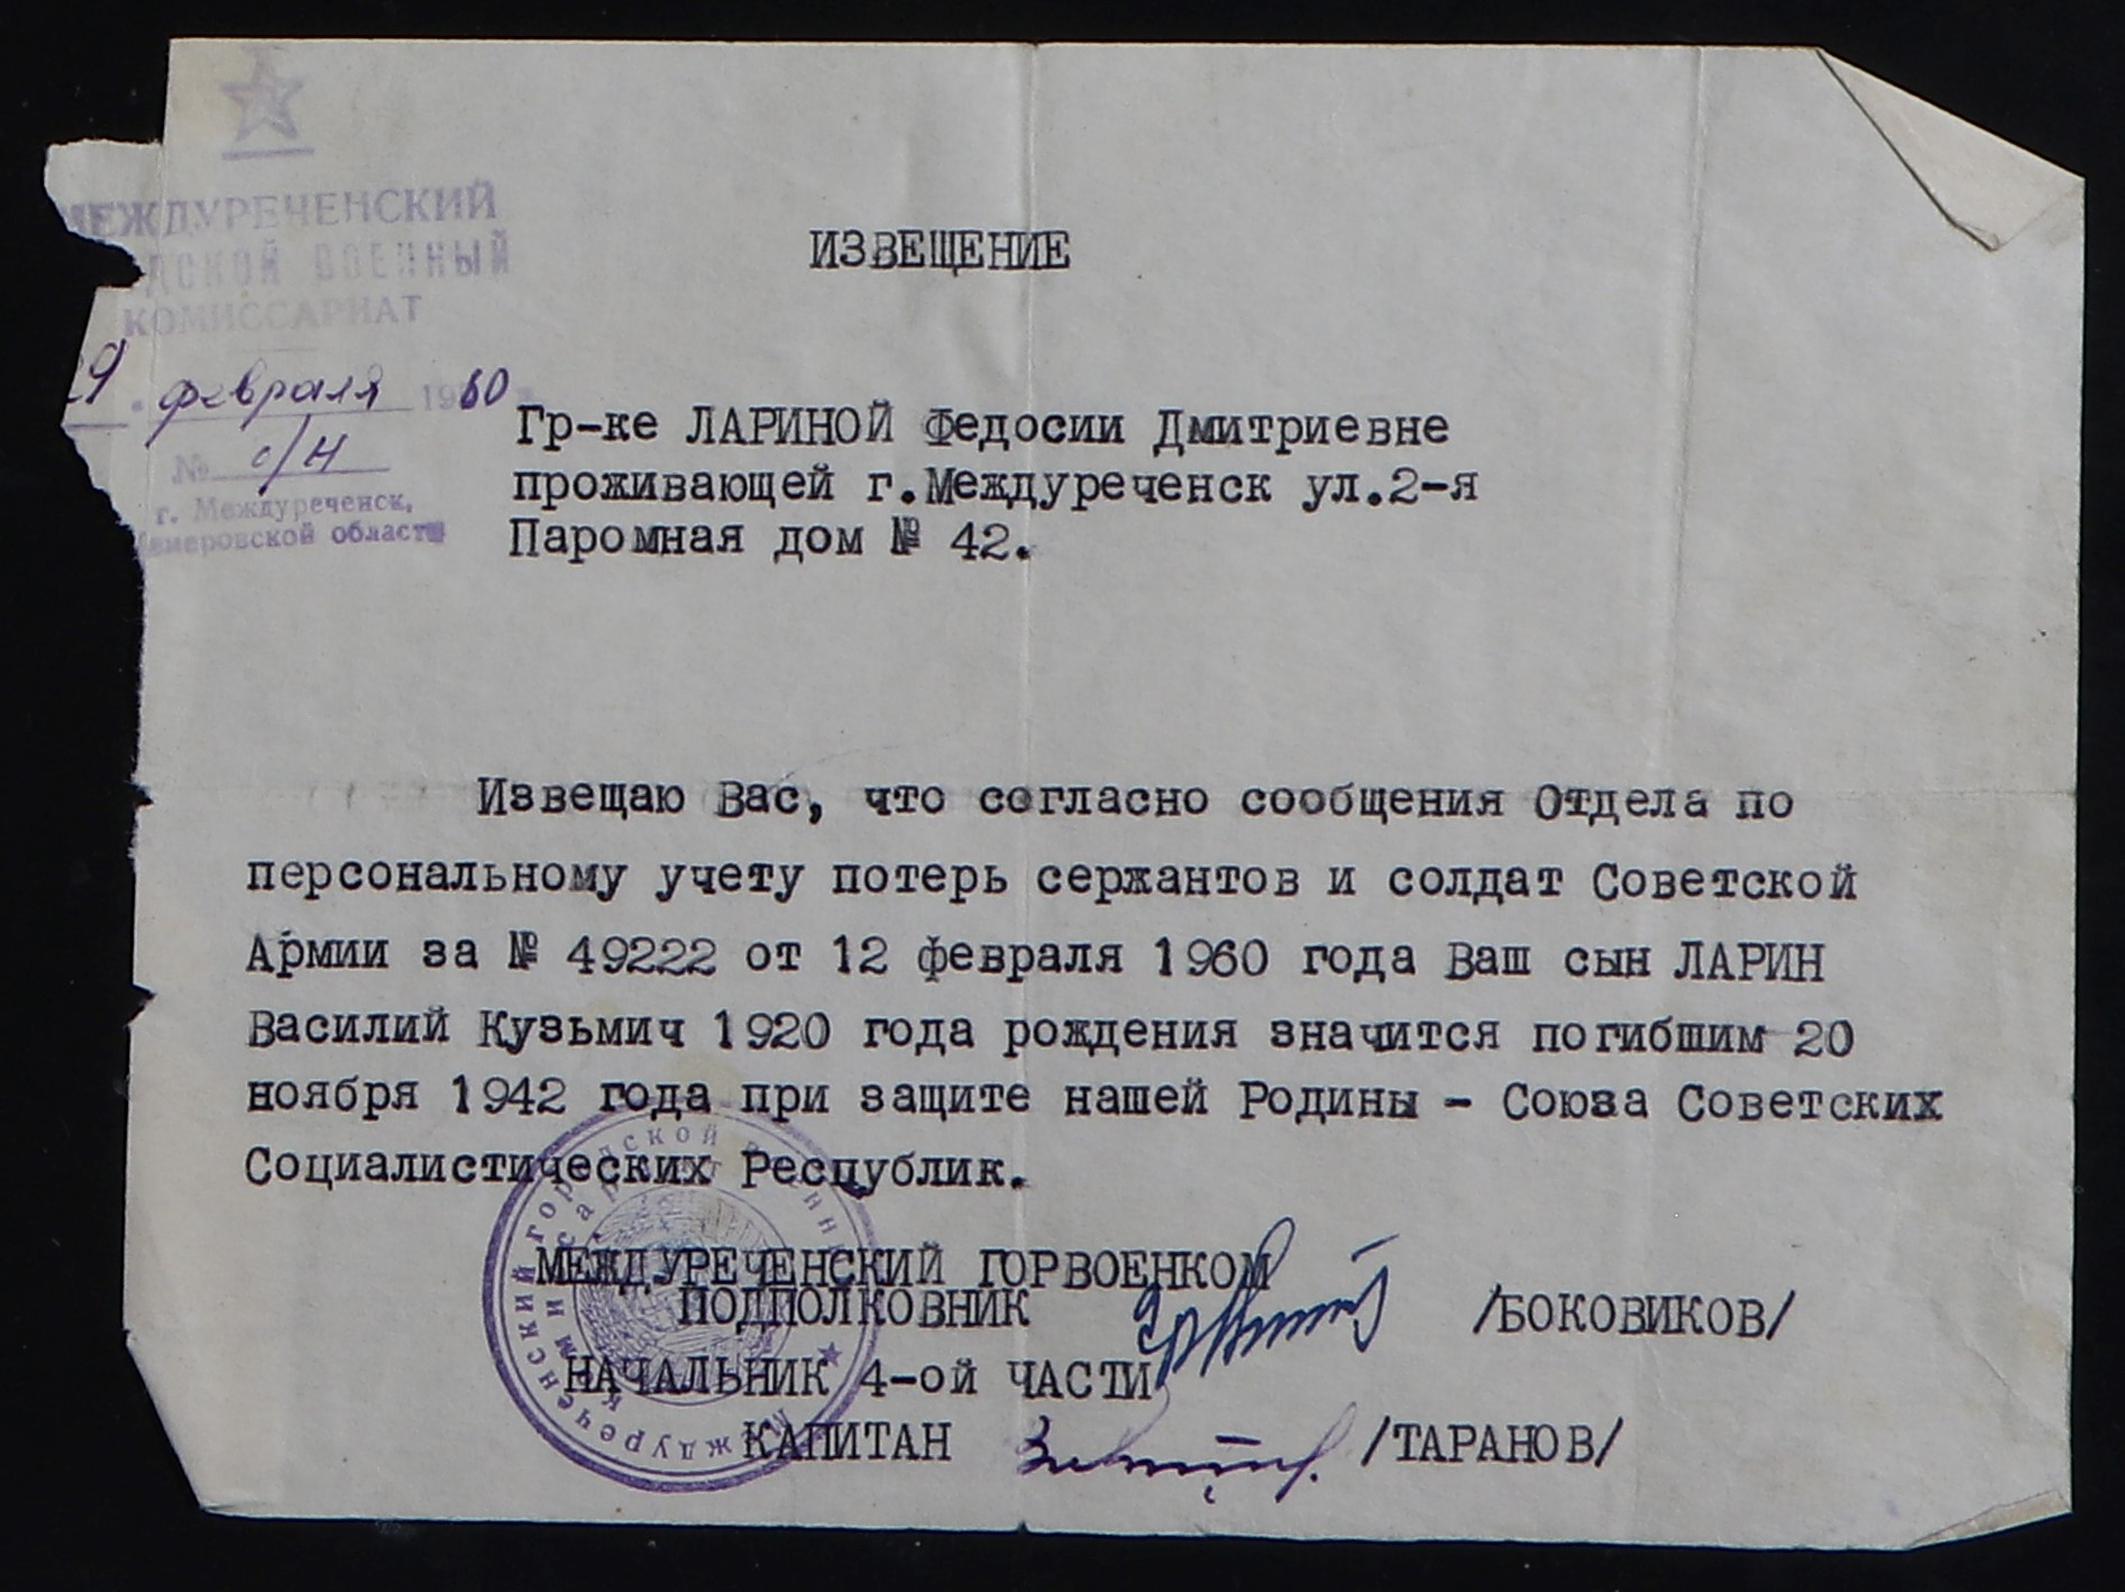 МЕЖДУРЕЧЕНСКИЙ
ДСКОЙ ВОЕННЫЙ
КОМИССАРИАТ
29 февраля 1960
№ с/н
г. Междуреченск,
Кемеровской области
ИЗВЕЩЕНИЕ
Гр-ке ЛАРИНОЙ Федосии Дмитриевне
проживающей г.Междуреченск ул.2-я
Паромная дом № 42.
Извещаю Вас, что согласно сообщения Отдела по
персональному учету потерь сержантов и солдат Советской
Армии за № 49222 от 12 февраля 1960 года Ваш сын ЛАРИН
Василий Кузьмич 1920 года рождения значится погибшим 20
ноября 1942 года при защите нашей Родины - Союза Советских
Социалистических Республик.
МЕЖДУРЕЧЕНСКИЙ ГОРВОЕНКОМ
ПОДПОЛКОВНИК /БОКОВИКОВ/
НАЧАЛЬНИК 4-ой ЧАСТИ
КАПИТАН /ТАРАНОВ/